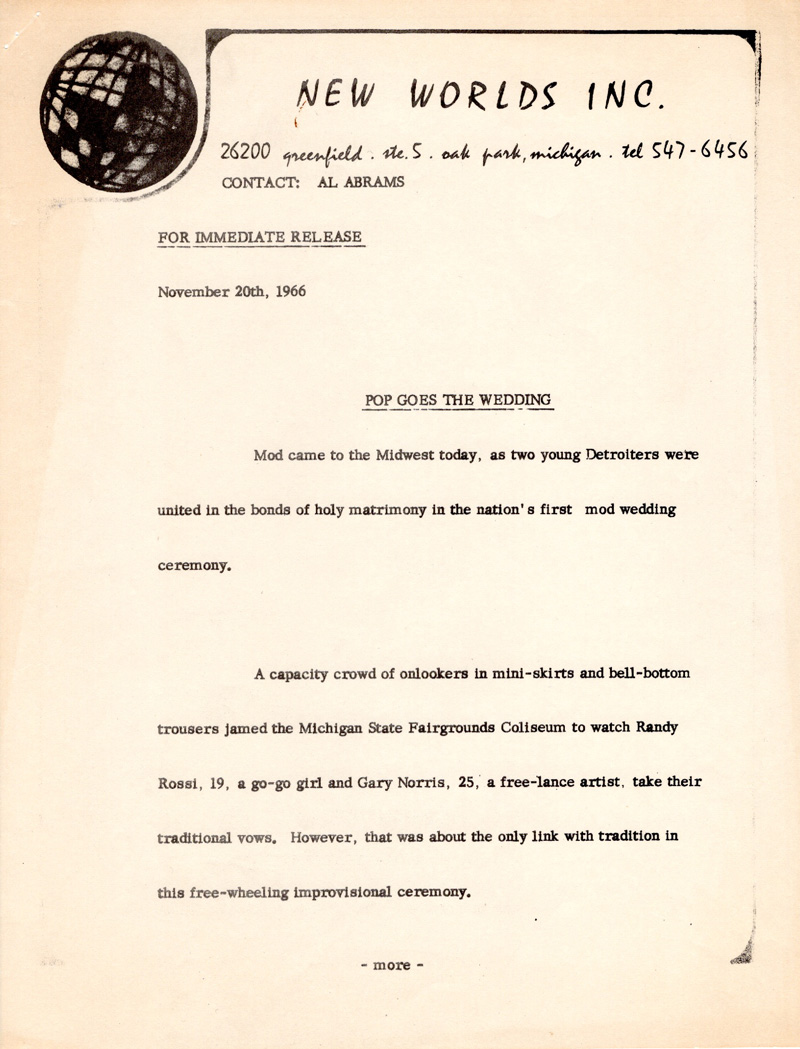 NEW WORLDS INC.
26200 greenfield . ste. 5 . oak park, michigan . tel 547-6456
CONTACT: AL ABRAMS
FOR IMMEDIATE RELEASE
November 20th, 1966
POP GOES THE WEDDING
Mod came to the Midwest today, as two young Detroiters were
united in the bonds of holy matrimony in the nation's first mod wedding
ceremony.
A capacity crowd of onlookers in mini-skirts and bell-bottom
trousers jamed the Michigan State Fairgrounds Coliseum to watch Randy
Rossi, 19, a go-go girl and Gary Norris, 25, a free-lance artist, take their
traditional vows. However, that was about the only link with tradition in
this free-wheeling improvisional ceremony.
- more -